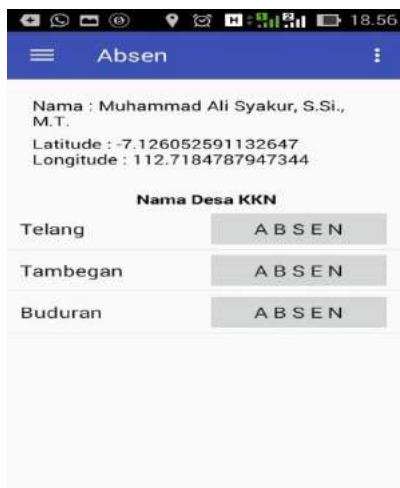 18.56
Absen
Nama : Muhammad Ali Syakur, S.Si.,
M.T.
Latitude : -7.126052591132647
Longitude : 112.7184787947344
Nama Desa KKN
Telang ABSEN
Tambegan ABSEN
Buduran ABSEN